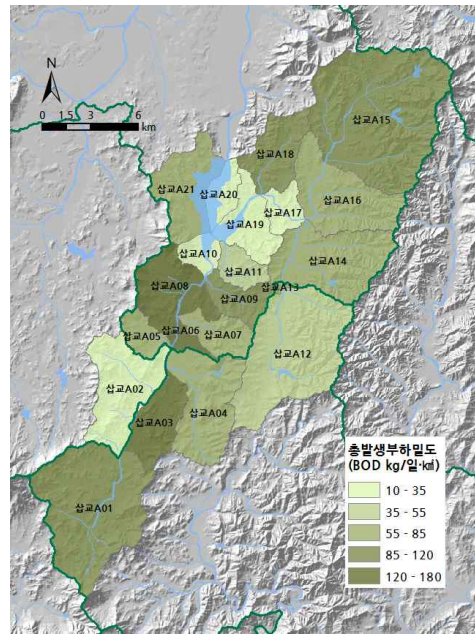 N
0 1.5 3 6
km
삽교A15
삽교A18
삽교A21
삽교A20
삽교A17
삽교A16
삽교A19
삽교A10
삽교A11
삽교A14
삽교A08
삽교A13
삽교A09
삽교A05
삽교A06
삽교A07
삽교A12
삽교A02
삽교A04
삽교A03
삽교A01
총발생부하밀도
(BOD kg/일·㎢)
10 - 35
35 - 55
55 - 85
85 - 120
120 - 180